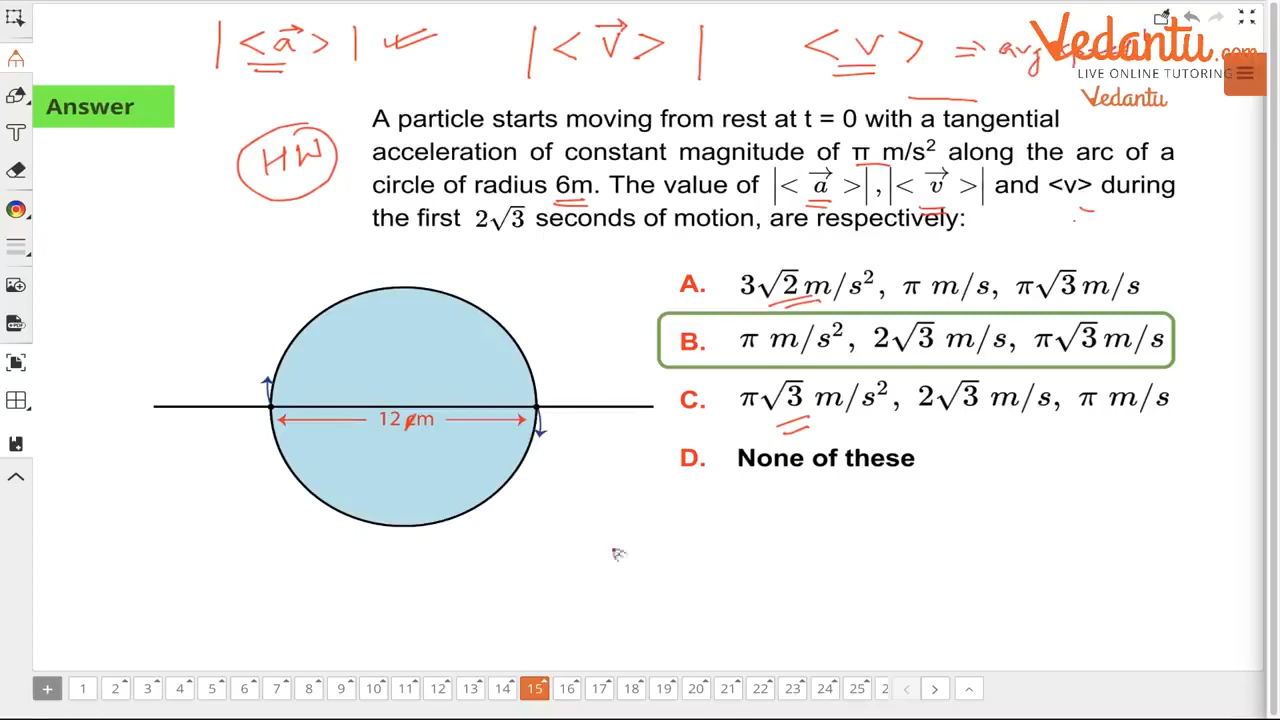 |<a⃗>|
|<v⃗>|
<v> ⇒ avg
Vedantu.com
LIVE ONLINE TUTORING
Vedantu
Answer
HW
A particle starts moving from rest at t = 0 with a tangential
acceleration of constant magnitude of π m/s² along the arc of a
circle of radius 6m. The value of |< a⃗ >|, |< v⃗ >| and <v> during
the first 2√3 seconds of motion, are respectively:
A. 3√2 m/s², π m/s, π√3 m/s
B. π m/s², 2√3 m/s, π√3 m/s
C. π√3 m/s², 2√3 m/s, π m/s
D. None of these
12 cm
+ 1 2 3 4 5 6 7 8 9 10 11 12 13 14 15 16 17 18 19 20 21 22 23 24 25 2